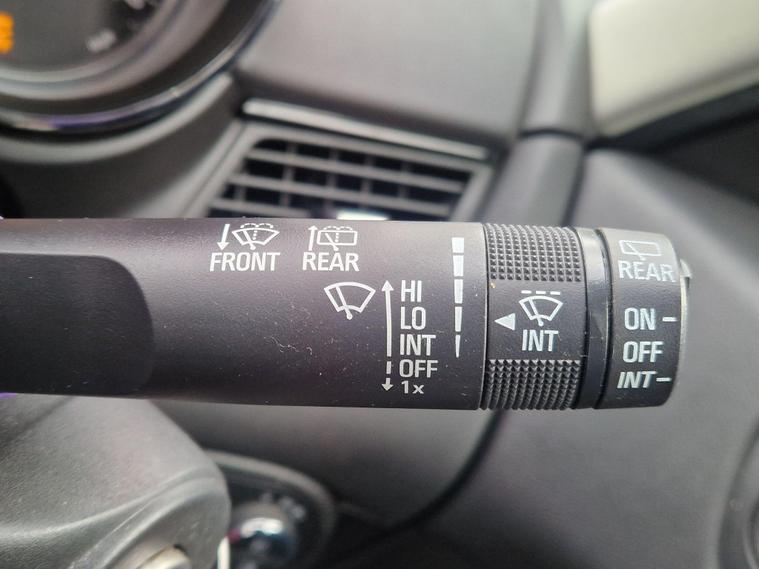 FRONT
REAR
HI
LO
INT
OFF
1x
INT
REAR
ON
OFF
INT